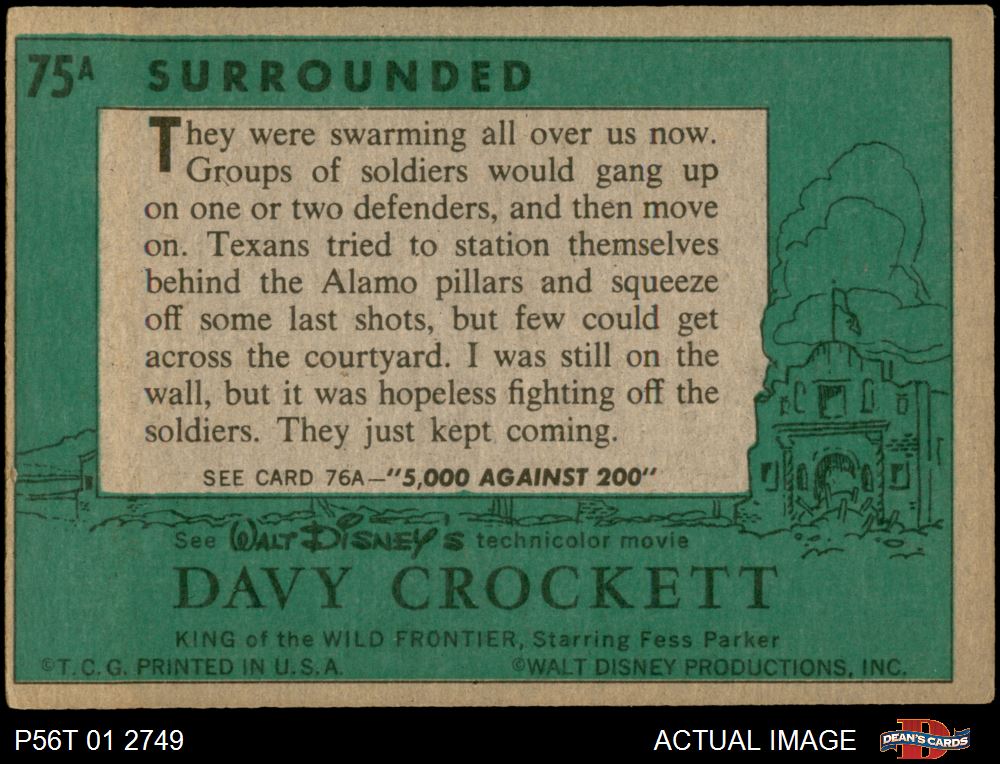 75A SURROUNDED
They were swarming all over us now.
Groups of soldiers would gang up
on one or two defenders, and then move
on. Texans tried to station themselves
behind the Alamo pillars and squeeze
off some last shots, but few could get
across the courtyard. I was still on the
wall, but it was hopeless fighting off the
soldiers. They just kept coming.
SEE CARD 76A—"5,000 AGAINST 200"
See WALT DISNEY'S technicolor movie
DAVY CROCKETT
KING of the WILD FRONTIER, Starring Fess Parker
©T.C.G. PRINTED IN U.S.A. ©WALT DISNEY PRODUCTIONS, INC.
P56T 01 2749 ACTUAL IMAGE D DEAN'S CARDS